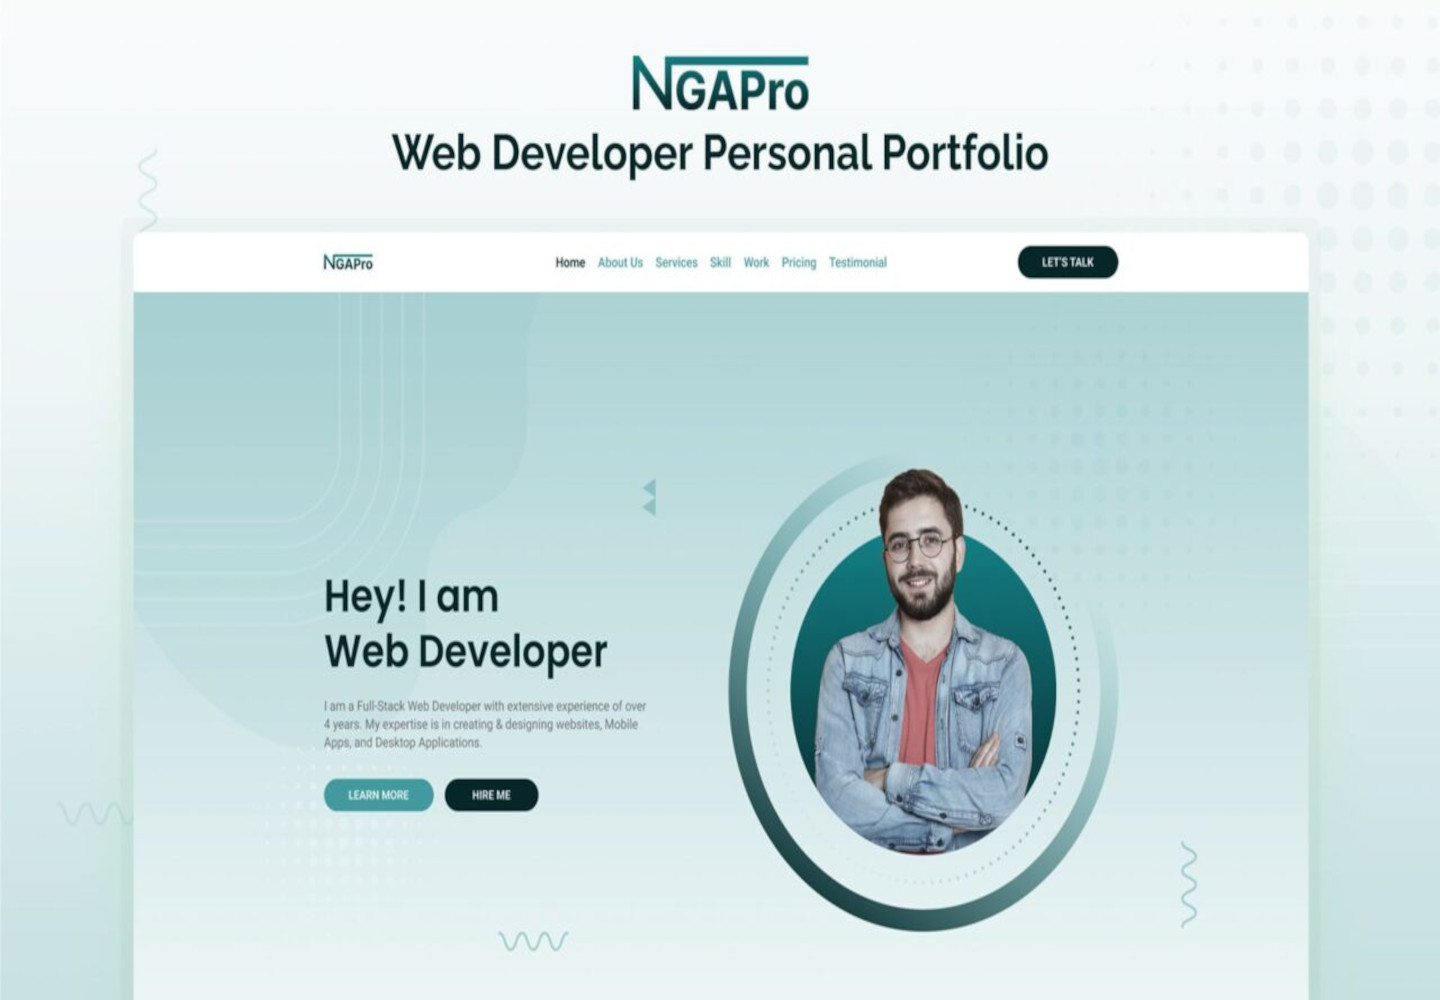 NGAPro
Web Developer Personal Portfolio
NGAPro Home About Us Services Skill Work Pricing Testimonial LET'S TALK
Hey! I am
Web Developer
I am a Full-Stack Web Developer with extensive experience of over
4 years. My expertise is in creating & designing websites, Mobile
Apps, and Desktop Applications.
LEARN MORE HIRE ME